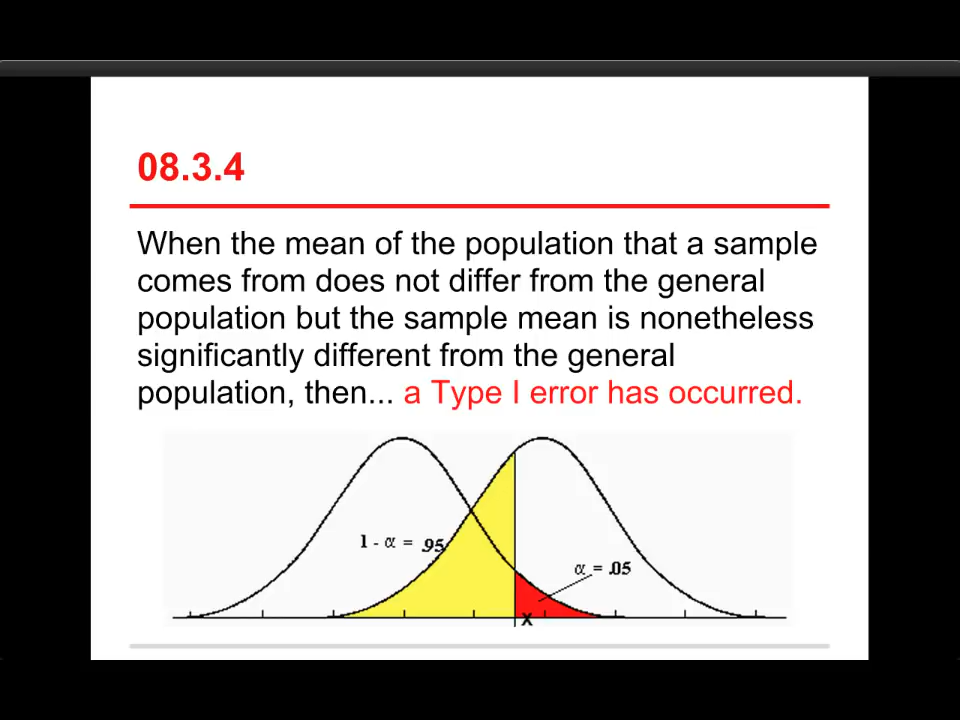 08.3.4
When the mean of the population that a sample
comes from does not differ from the general
population but the sample mean is nonetheless
significantly different from the general
population, then... a Type I error has occurred.
1 - α = .95
α = .05
x